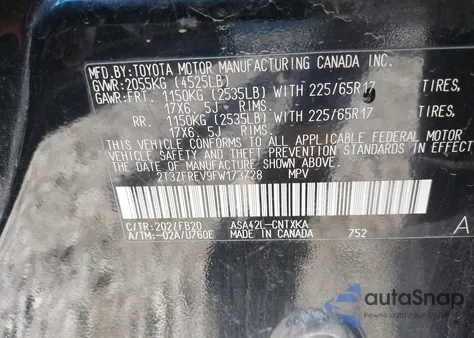 MFD.BY: TOYOTA MOTOR MANUFACTURING CANADA INC.
GVWR: 2055KG (4525LB)
GAWR:FRT. 1150KG (2535LB) WITH 225/65R17 TIRES,
17X6. 5J RIMS.
RR. 1150KG (2535LB) WITH 225/65R17 TIRES,
17X6. 5J RIMS.
THIS VEHICLE CONFORMS TO ALL APPLICABLE FEDERAL MOTOR
VEHICLE SAFETY AND THEFT PREVENTION STANDARDS IN EFFECT
ON THE DATE OF MANUFACTURE SHOWN ABOVE.
2T3ZFREV9FW173728 MPV
C/TR: 202/FB20 ASA42L-CNTXKA
A/TM:-02A/U760E MADE IN CANADA 752 A
autoSnap